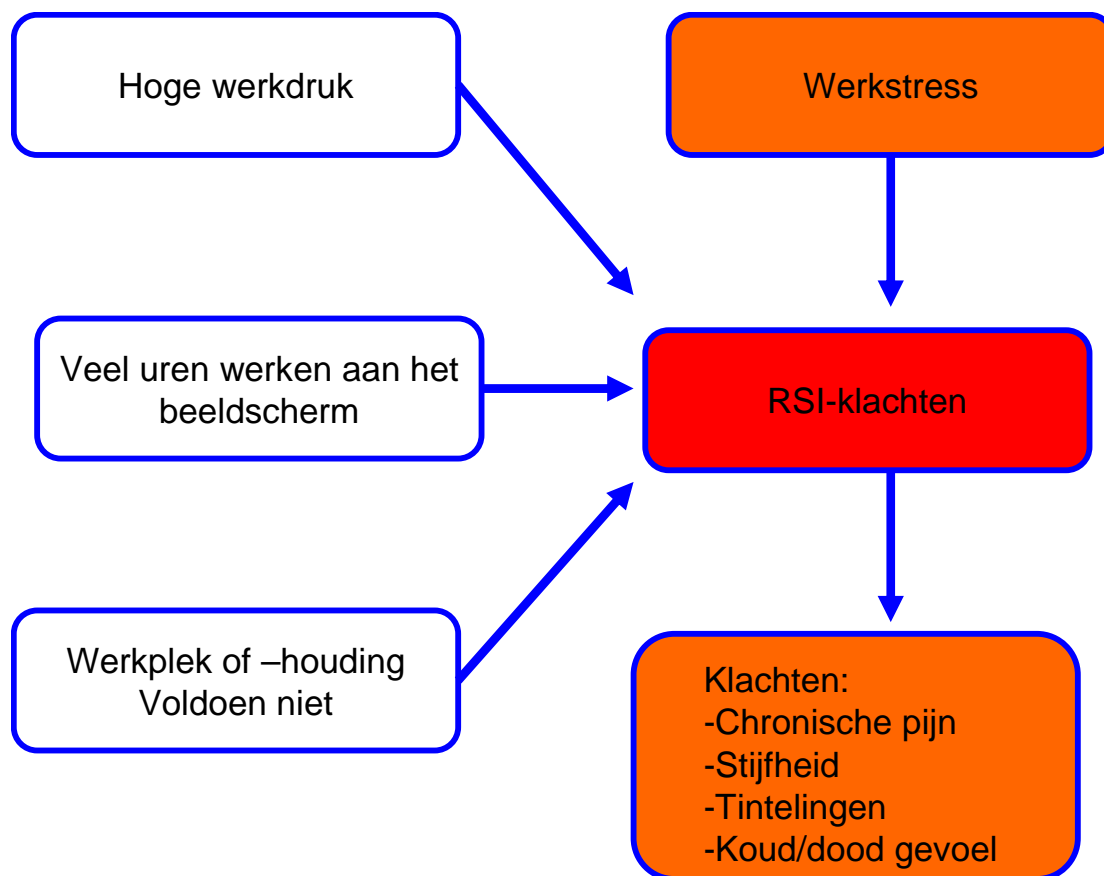 Hoge werkdruk
Werkstress
Veel uren werken aan het
beeldscherm
RSI-klachten
Werkplek of –houding
Voldoen niet
Klachten:
-Chronische pijn
-Stijfheid
-Tintelingen
-Koud/dood gevoel